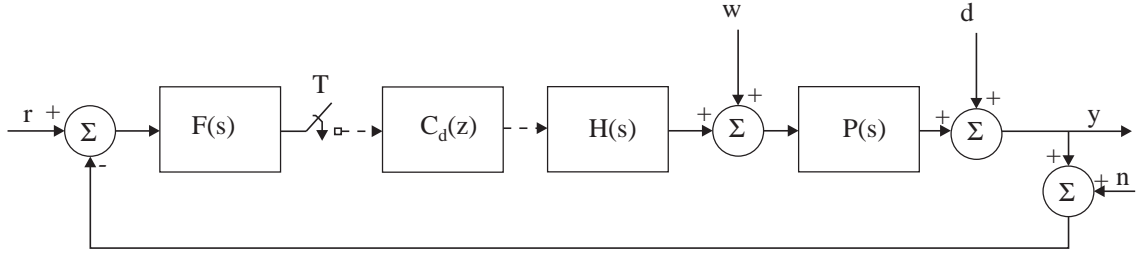 w
d
r + Σ F(s) T C_d(z) H(s) + + Σ P(s) + + Σ y
-
+ + n
Σ